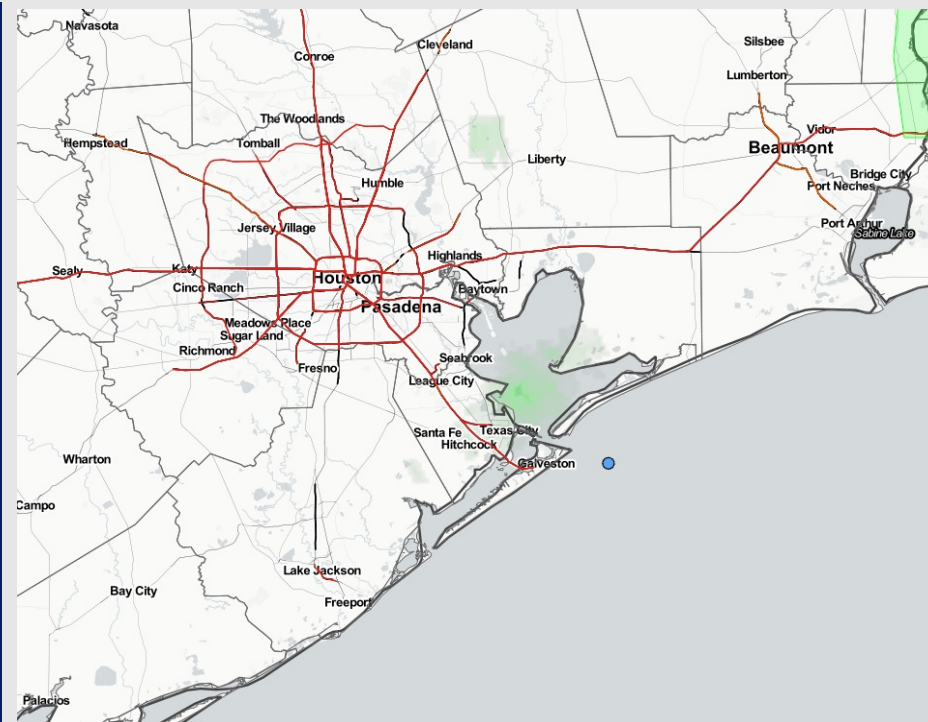 Navasota
Conroe
Cleveland
Silsbee
Lumberton
The Woodlands
Hempstead
Tomball
Vidor
Beaumont
Liberty
Bridge City
Humble
Port Neches
Jersey Village
Port Arthur
Sabine Lake
Highlands
Sealy
Katy
Houston
Cinco Ranch
Baytown
Pasadena
Meadows Place
Sugar Land
Richmond
Seabrook
Fresno
League City
Santa Fe
Texas City
Hitchcock
Wharton
Galveston
Campo
Lake Jackson
Bay City
Freeport
Palacios